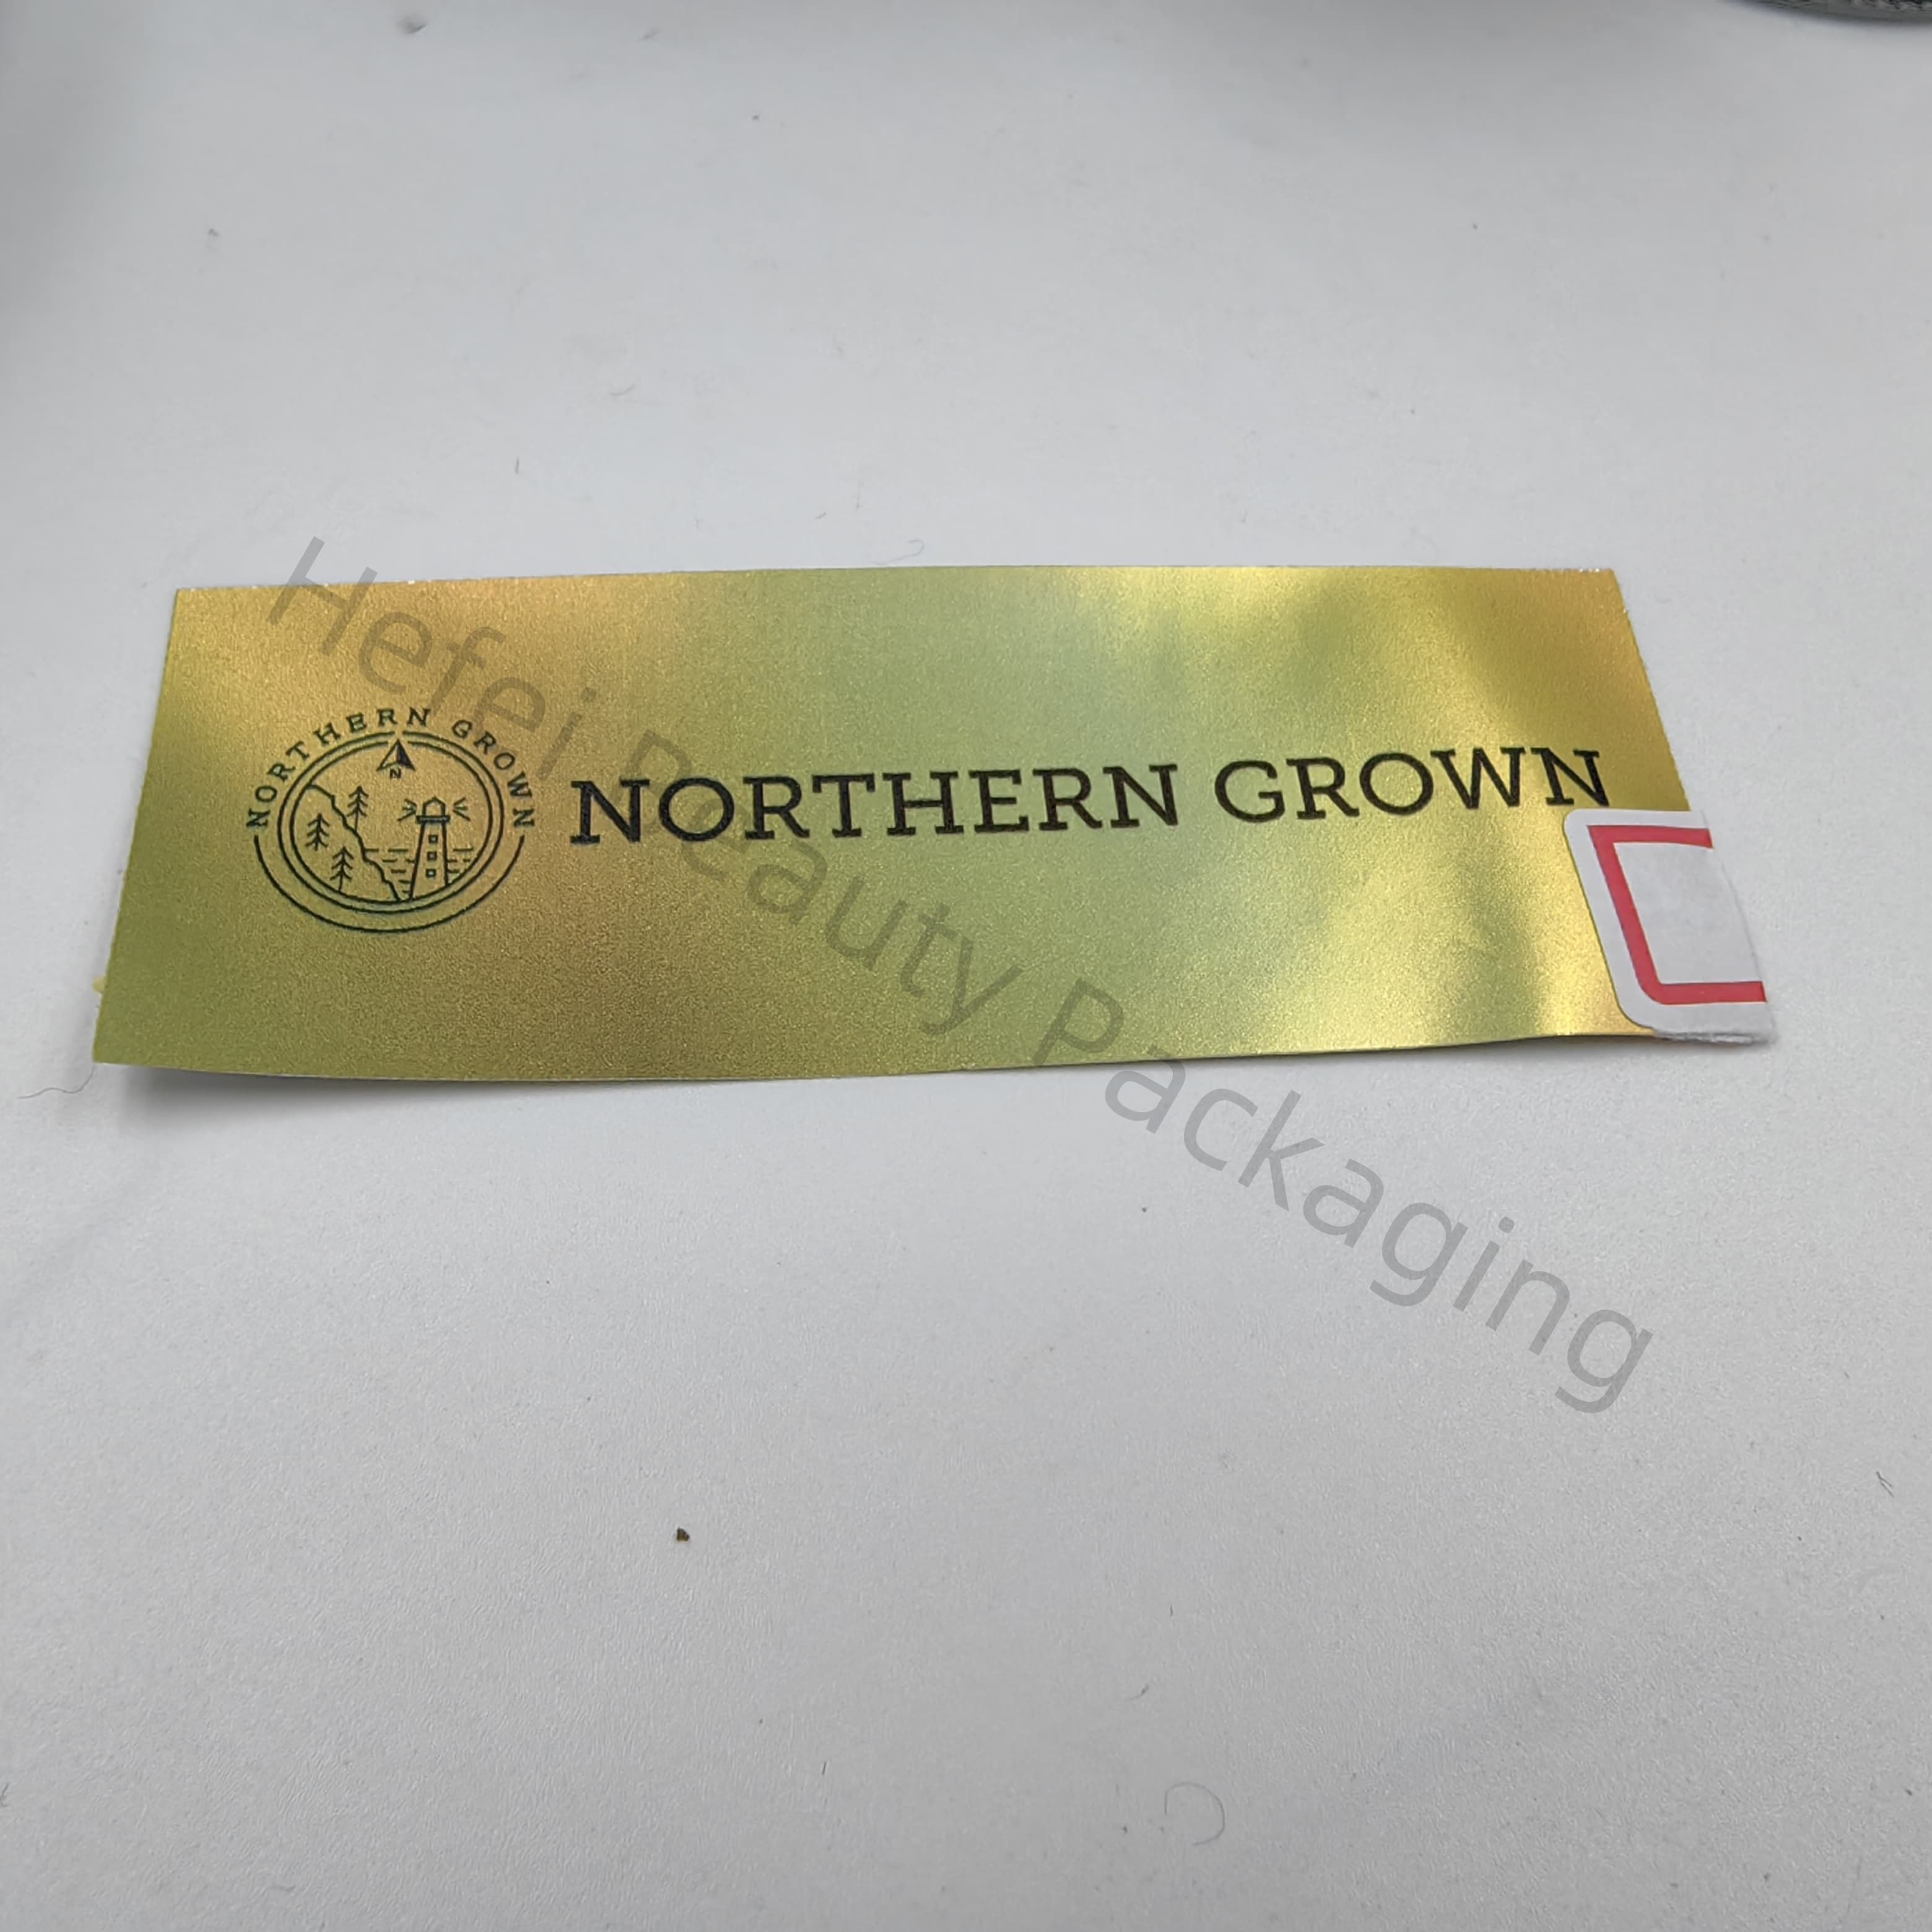 NORTHERN GROWN
N
NORTHERN GROWN
Hefei Beauty Packaging